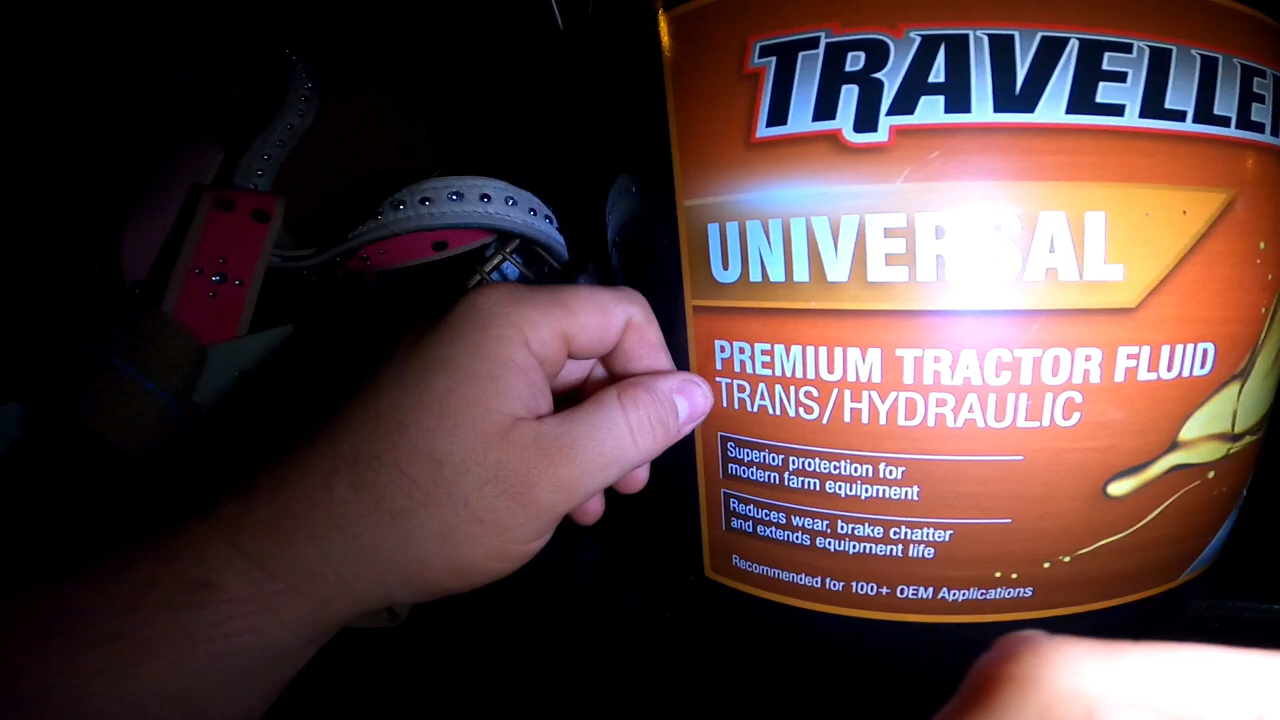 TRAVELLE
UNIVERSAL
PREMIUM TRACTOR FLUID
TRANS/HYDRAULIC
Superior protection for
modern farm equipment
Reduces wear, brake chatter
and extends equipment life
Recommended for 100+ OEM Applications